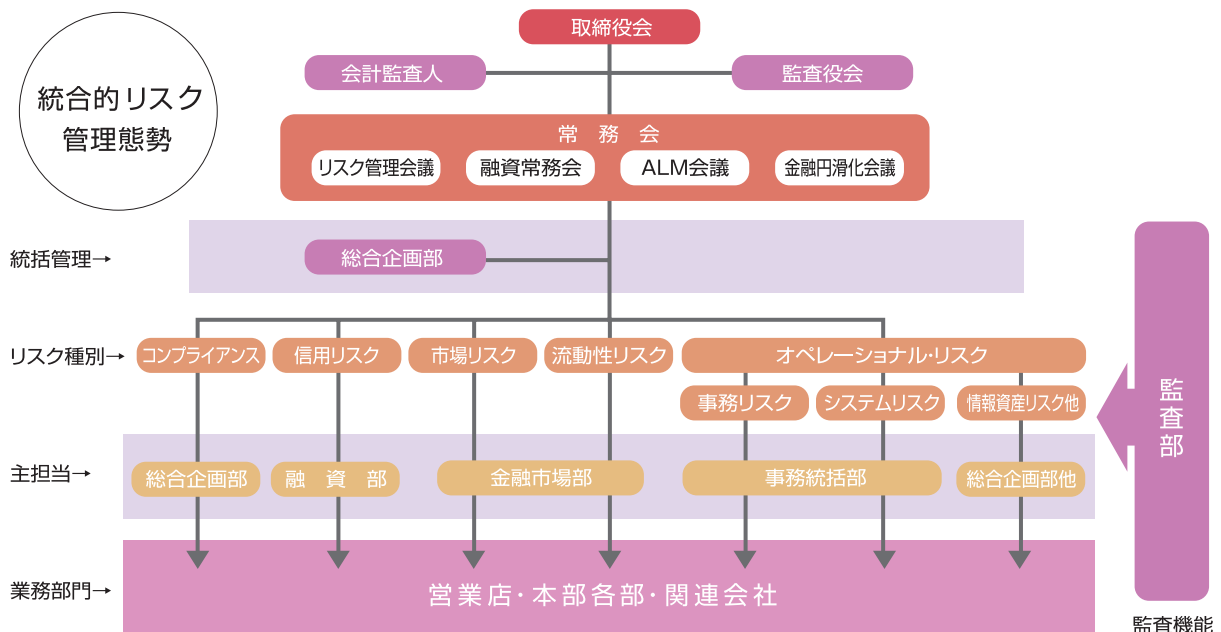 取締役会
会計監査人
監査役会
統合的リスク
管理態勢
常務会
リスク管理会議
融資常務会
ALM会議
金融円滑化会議
統括管理→
総合企画部
リスク種別→
コンプライアンス
信用リスク
市場リスク
流動性リスク
オペレーショナル・リスク
事務リスク
システムリスク
情報資産リスク他
主担当→
総合企画部
融資部
金融市場部
事務統括部
総合企画部他
業務部門→
営業店・本部各部・関連会社
監査部
監査機能